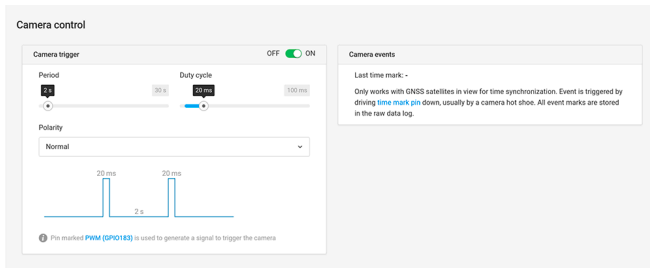 Camera control
Camera trigger
OFF ON
Period
Duty cycle
2 s
30 s
20 ms
100 ms
Polarity
Normal
20 ms
20 ms
2 s
Pin marked PWM (GPIO183) is used to generate a signal to trigger the camera
Camera events
Last time mark: -
Only works with GNSS satellites in view for time synchronization. Event is triggered by
driving time mark pin down, usually by a camera hot shoe. All event marks are stored
in the raw data log.